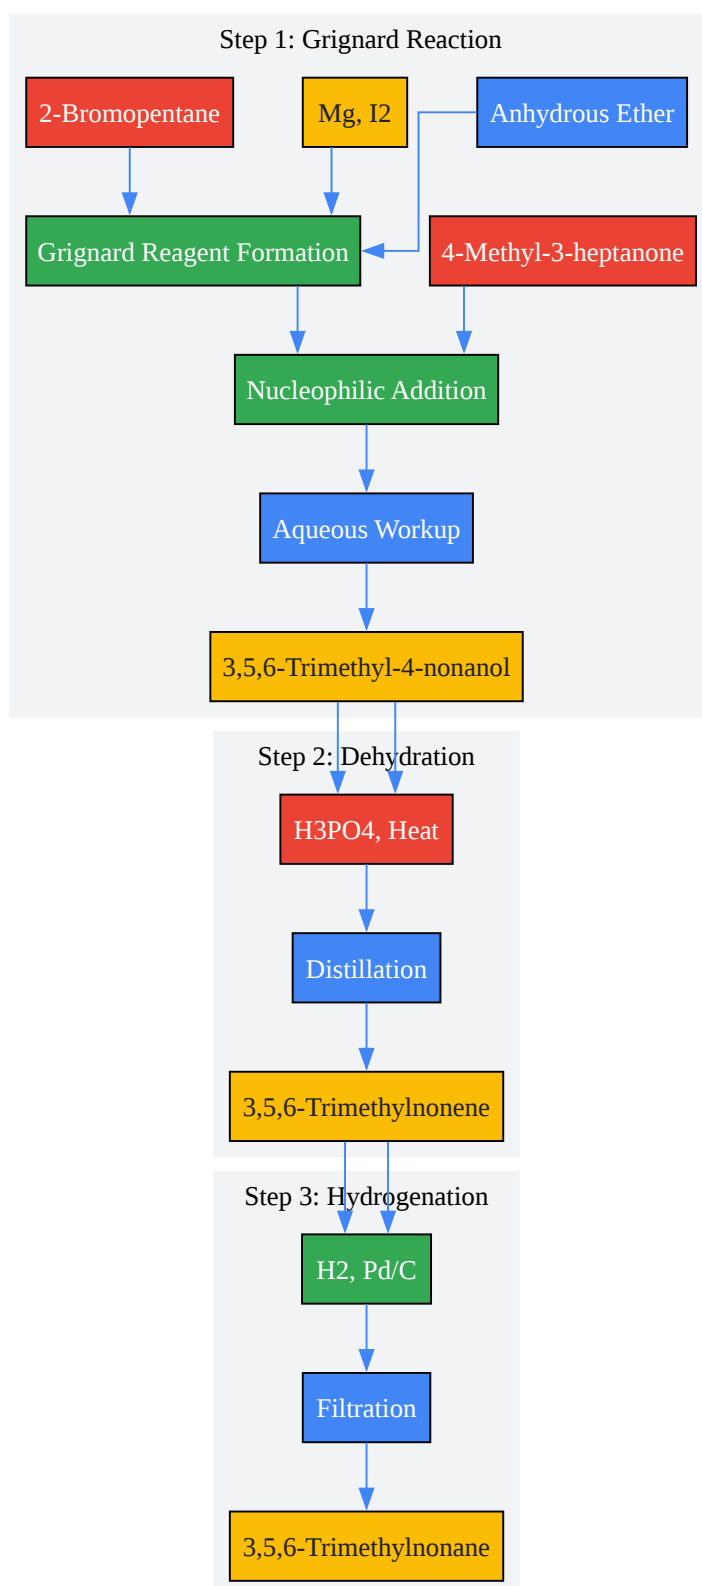 Step 1: Grignard Reaction
2-Bromopentane
Mg, I2
Anhydrous Ether
Grignard Reagent Formation
4-Methyl-3-heptanone
Nucleophilic Addition
Aqueous Workup
3,5,6-Trimethyl-4-nonanol
Step 2: Dehydration
H3PO4, Heat
Distillation
3,5,6-Trimethylnonene
Step 3: Hydrogenation
H2, Pd/C
Filtration
3,5,6-Trimethylnonane